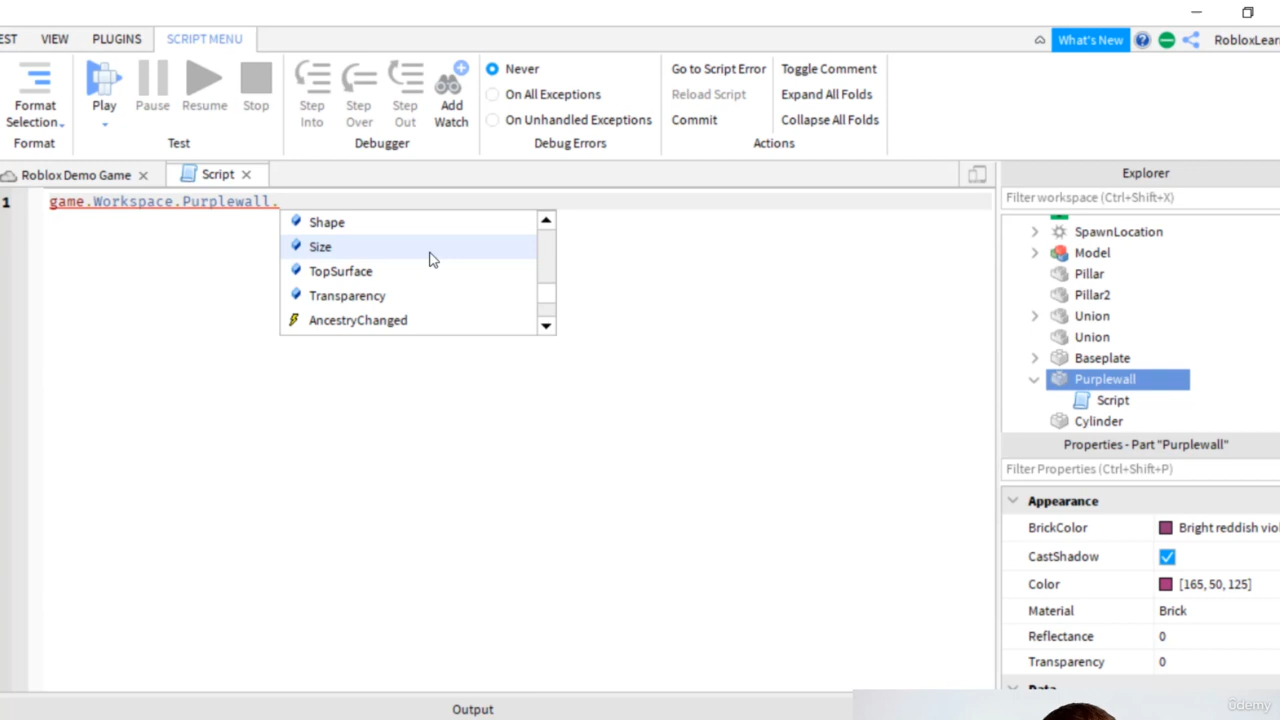 EST VIEW PLUGINS SCRIPT MENU What's New RobloxLear
Format Selection Play Pause Resume Stop Step Into Step Over Step Out Add Watch
Never
On All Exceptions
On Unhandled Exceptions
Go to Script Error Toggle Comment
Reload Script Expand All Folds
Commit Collapse All Folds
Format Test Debugger Debug Errors Actions
Roblox Demo Game Script Explorer
Filter workspace (Ctrl+Shift+X)
1 game.Workspace.Purplewall.
Shape
Size
TopSurface
Transparency
AncestryChanged
SpawnLocation
Model
Pillar
Pillar2
Union
Union
Baseplate
Purplewall
Script
Cylinder
Properties - Part "Purplewall"
Filter Properties (Ctrl+Shift+P)
Appearance
BrickColor Bright reddish viol
CastShadow
Color [165, 50, 125]
Material Brick
Reflectance 0
Transparency 0
Data
Output
ûdemy